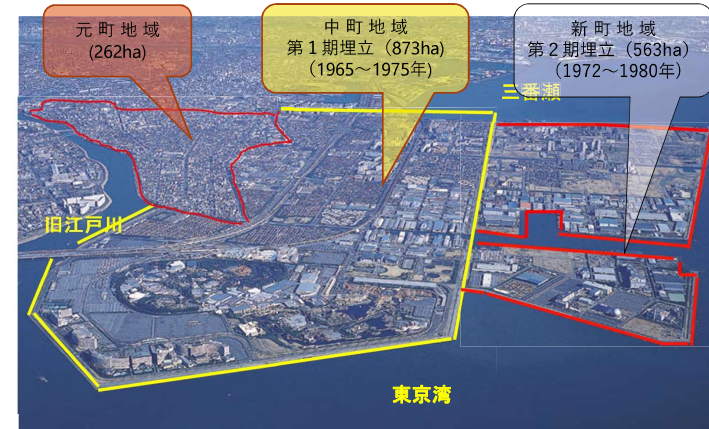 元町地域
(262ha)
中町地域
第１期埋立（873ha)
（1965～1975年)
新町地域
第２期埋立（563ha）
（1972～1980年）
三番瀬
旧江戸川
東京湾